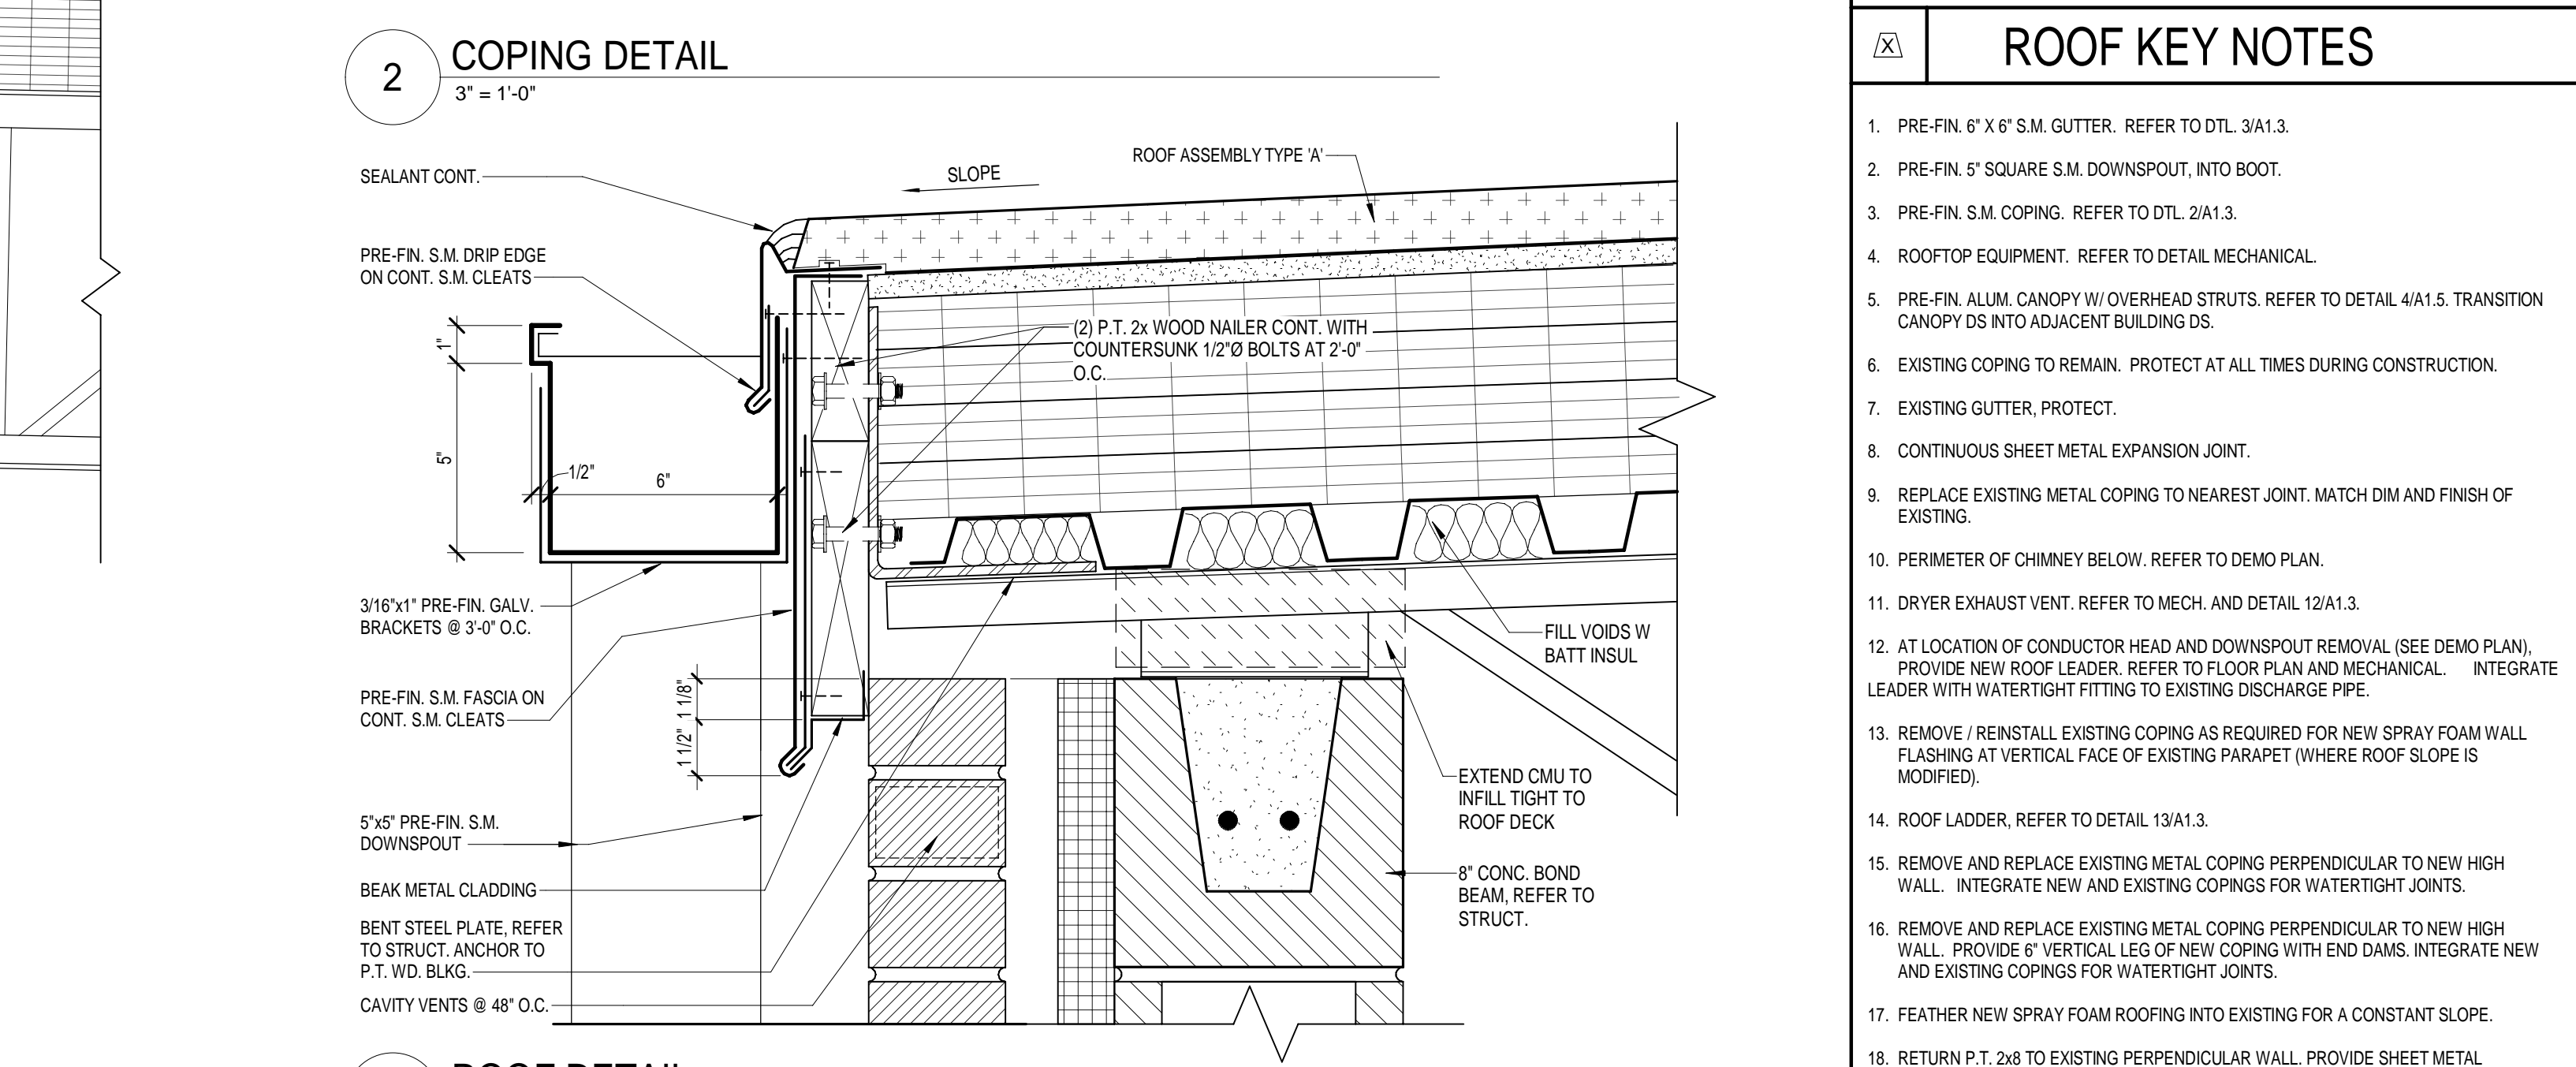 2
COPING DETAIL
3" = 1'-0"
SEALANT CONT.
SLOPE
ROOF ASSEMBLY TYPE 'A'
PRE-FIN. S.M. DRIP EDGE
ON CONT. S.M. CLEATS
(2) P.T. 2x WOOD NAILER CONT. WITH
COUNTERSUNK 1/2"Ø BOLTS AT 2'-0"
O.C.
1"
5"
1/2"
6"
3/16"x1" PRE-FIN. GALV.
BRACKETS @ 3'-0" O.C.
FILL VOIDS W
BATT INSUL
PRE-FIN. S.M. FASCIA ON
CONT. S.M. CLEATS
1 1/8"
1 1/2"
EXTEND CMU TO
INFILL TIGHT TO
ROOF DECK
5"x5" PRE-FIN. S.M.
DOWNSPOUT
BEAK METAL CLADDING
8" CONC. BOND
BEAM, REFER TO
STRUCT.
BENT STEEL PLATE, REFER
TO STRUCT. ANCHOR TO
P.T. WD. BLKG.
CAVITY VENTS @ 48" O.C.
ROOF DETAIL
X
ROOF KEY NOTES
1. PRE-FIN. 6" X 6" S.M. GUTTER. REFER TO DTL. 3/A1.3.
2. PRE-FIN. 5" SQUARE S.M. DOWNSPOUT, INTO BOOT.
3. PRE-FIN. S.M. COPING. REFER TO DTL. 2/A1.3.
4. ROOFTOP EQUIPMENT. REFER TO DETAIL MECHANICAL.
5. PRE-FIN. ALUM. CANOPY W/ OVERHEAD STRUTS. REFER TO DETAIL 4/A1.5. TRANSITION
CANOPY DS INTO ADJACENT BUILDING DS.
6. EXISTING COPING TO REMAIN. PROTECT AT ALL TIMES DURING CONSTRUCTION.
7. EXISTING GUTTER, PROTECT.
8. CONTINUOUS SHEET METAL EXPANSION JOINT.
9. REPLACE EXISTING METAL COPING TO NEAREST JOINT. MATCH DIM AND FINISH OF
EXISTING.
10. PERIMETER OF CHIMNEY BELOW. REFER TO DEMO PLAN.
11. DRYER EXHAUST VENT. REFER TO MECH. AND DETAIL 12/A1.3.
12. AT LOCATION OF CONDUCTOR HEAD AND DOWNSPOUT REMOVAL (SEE DEMO PLAN),
PROVIDE NEW ROOF LEADER. REFER TO FLOOR PLAN AND MECHANICAL. INTEGRATE
LEADER WITH WATERTIGHT FITTING TO EXISTING DISCHARGE PIPE.
13. REMOVE / REINSTALL EXISTING COPING AS REQUIRED FOR NEW SPRAY FOAM WALL
FLASHING AT VERTICAL FACE OF EXISTING PARAPET (WHERE ROOF SLOPE IS
MODIFIED).
14. ROOF LADDER, REFER TO DETAIL 13/A1.3.
15. REMOVE AND REPLACE EXISTING METAL COPING PERPENDICULAR TO NEW HIGH
WALL. INTEGRATE NEW AND EXISTING COPINGS FOR WATERTIGHT JOINTS.
16. REMOVE AND REPLACE EXISTING METAL COPING PERPENDICULAR TO NEW HIGH
WALL. PROVIDE 6" VERTICAL LEG OF NEW COPING WITH END DAMS. INTEGRATE NEW
AND EXISTING COPINGS FOR WATERTIGHT JOINTS.
17. FEATHER NEW SPRAY FOAM ROOFING INTO EXISTING FOR A CONSTANT SLOPE.
18. RETURN P.T. 2x8 TO EXISTING PERPENDICULAR WALL. PROVIDE SHEET METAL